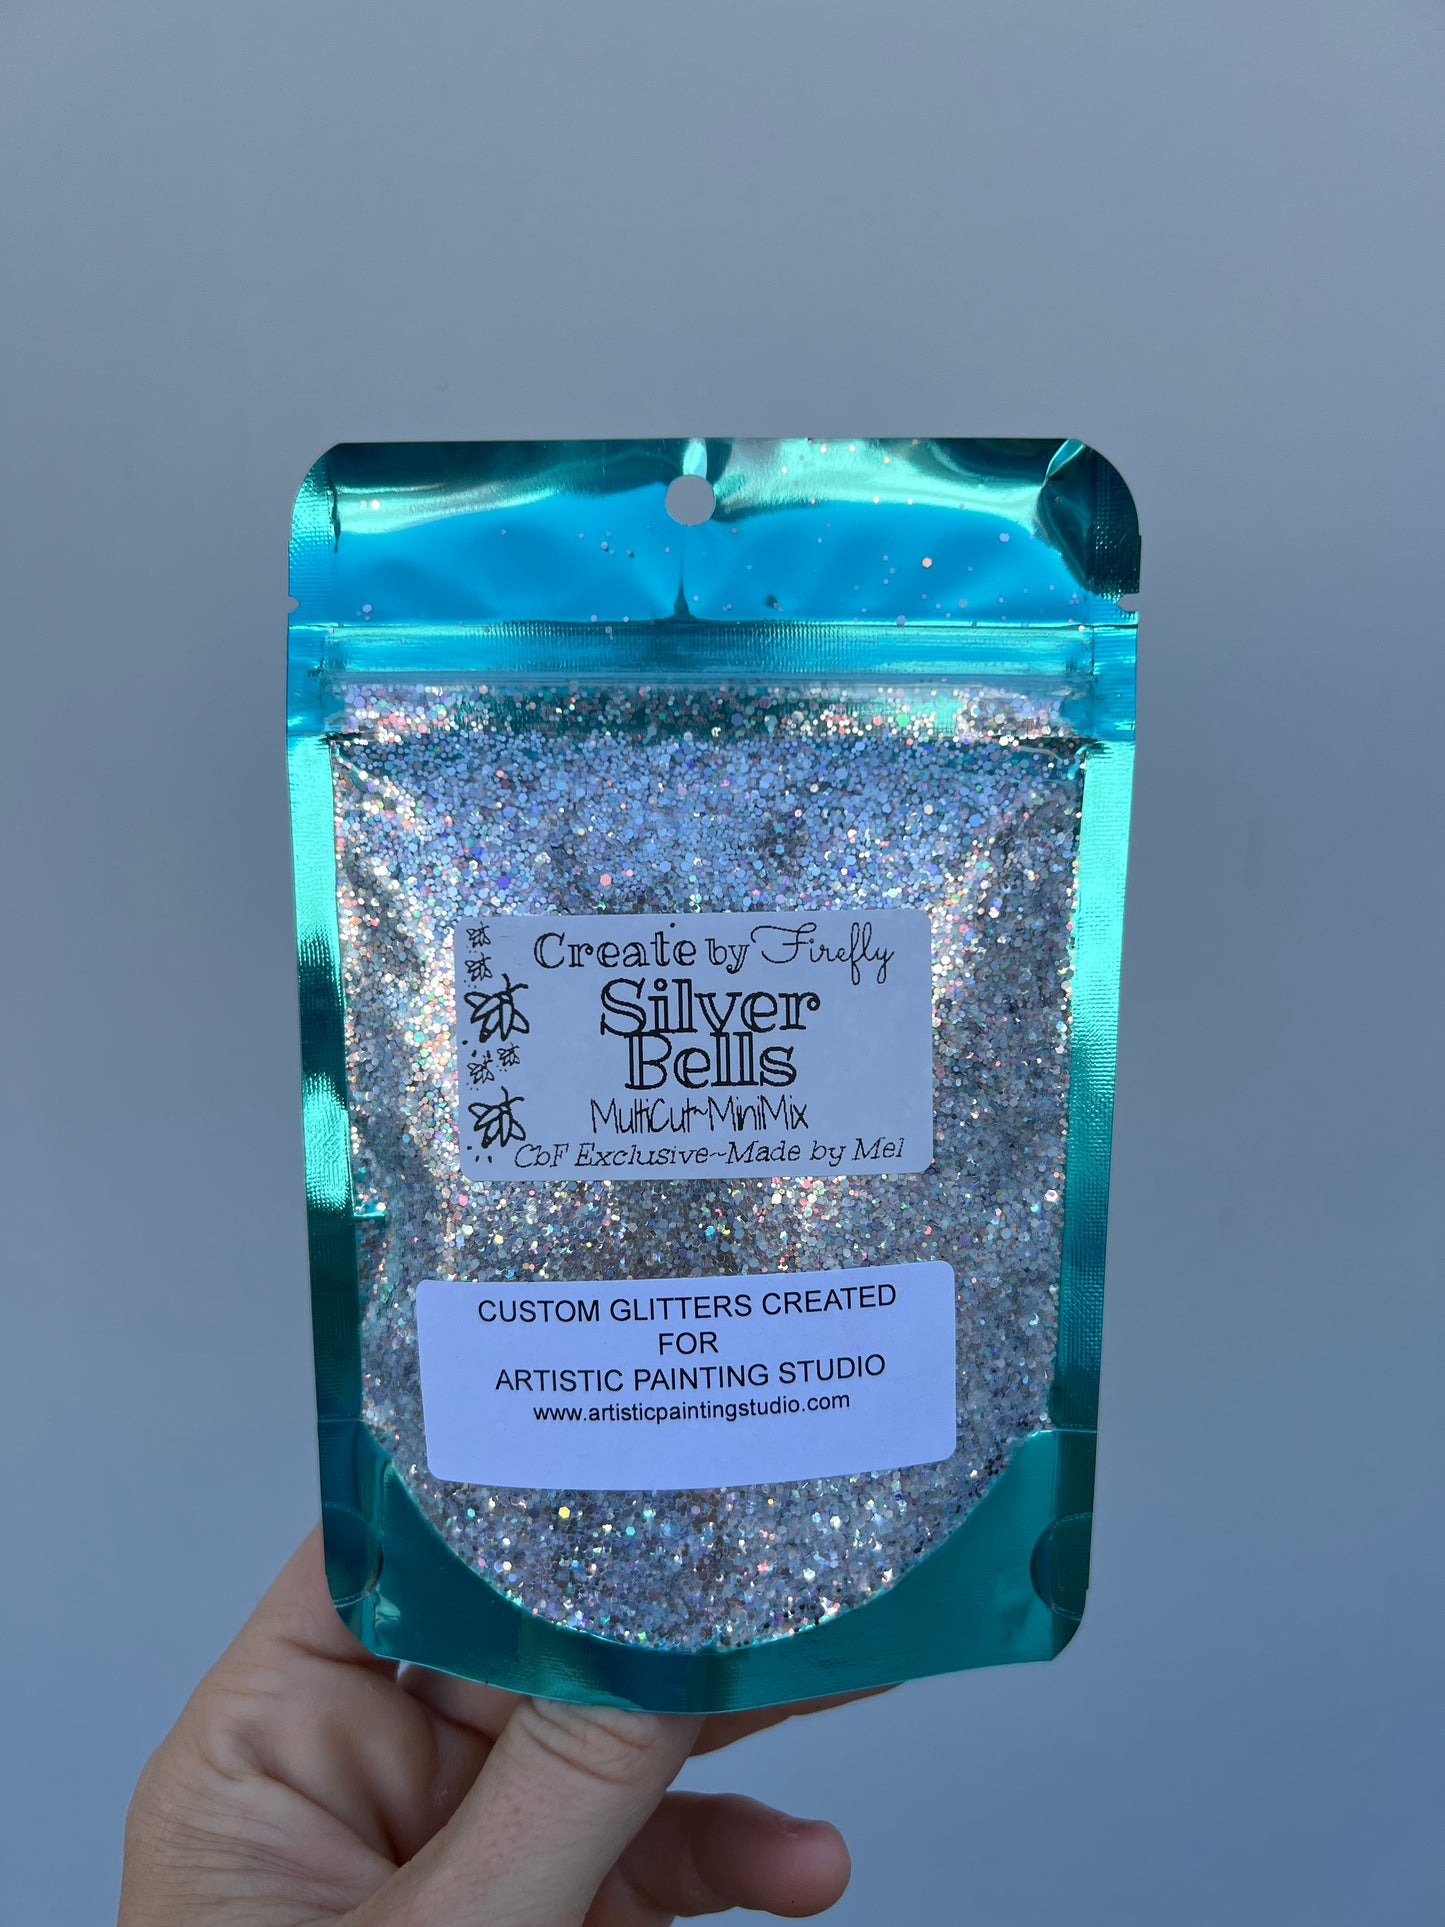 Create by Firefly
Silver
Bells
MultiCut~MiniMix
CbF Exclusive~Made by Mel
CUSTOM GLITTERS CREATED
FOR
ARTISTIC PAINTING STUDIO
www.artisticpaintingstudio.com